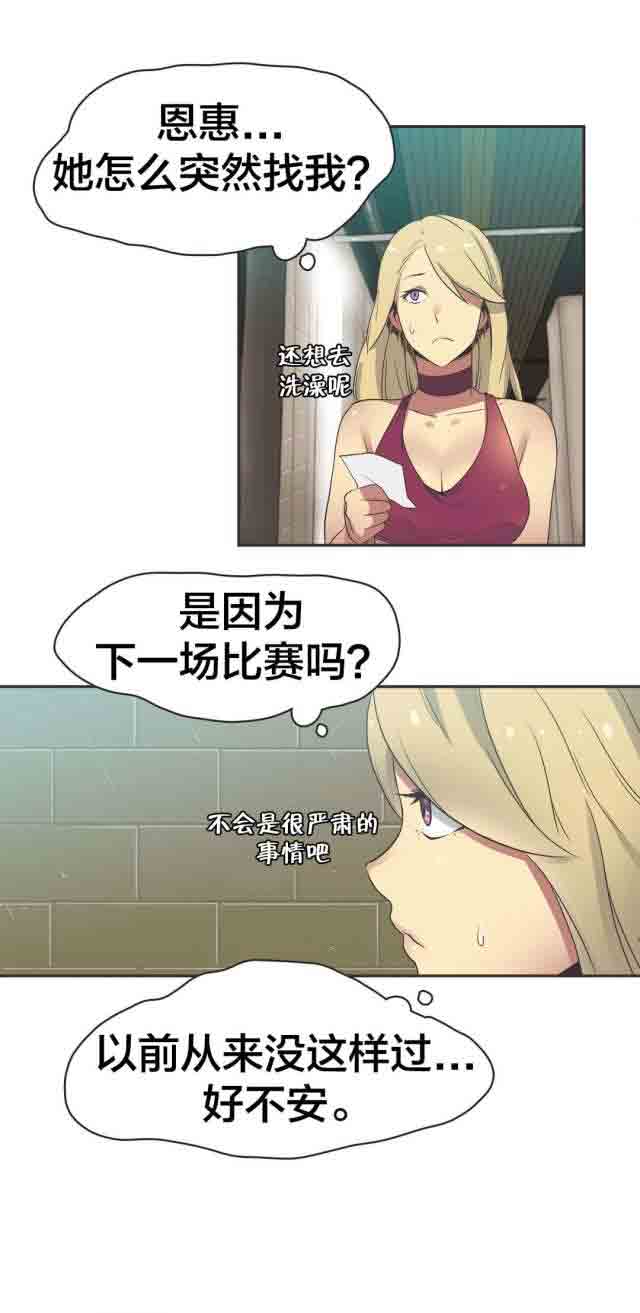 恩惠...
她怎么突然找我?
还想去
洗澡呢
是因为
下一场比赛吗?
不会是很严肃的
事情吧
以前从来没这样过...
好不安。